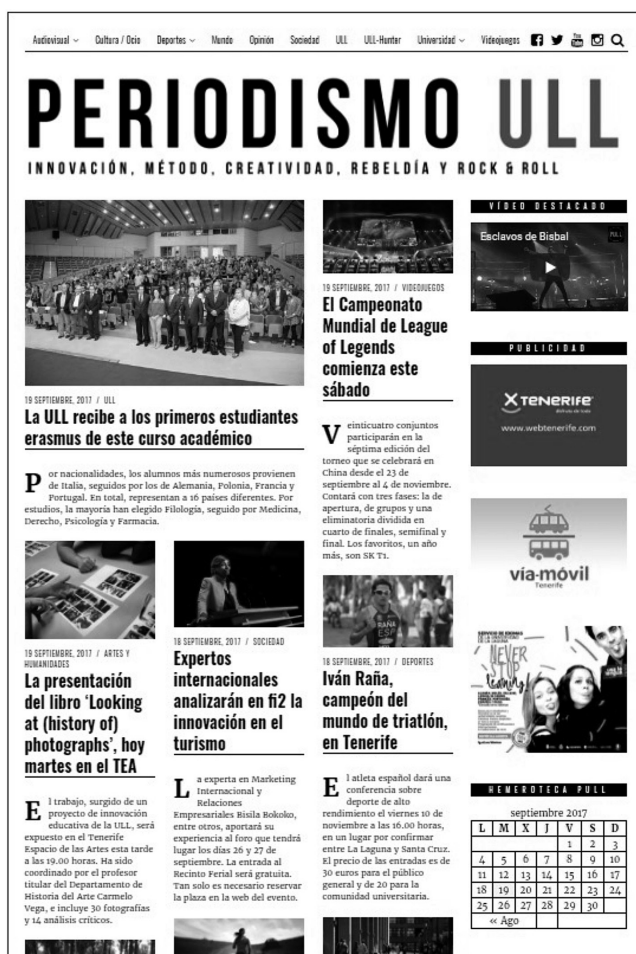 Audiovisual Cultura / Ocio Deportes Mundo Opinión Sociedad ULL ULL-Hunter Universidad Videojuegos
PERIODISMO ULL
INNOVACIÓN, MÉTODO, CREATIVIDAD, REBELDÍA Y ROCK & ROLL
19 SEPTIEMBRE, 2017 / ULL
La ULL recibe a los primeros estudiantes
erasmus de este curso académico
Por nacionalidades, los alumnos más numerosos provienen
de Italia, seguidos por los de Alemania, Polonia, Francia y
Portugal. En total, representan a 16 países diferentes. Por
estudios, la mayoría han elegido Filología, seguido por Medicina,
Derecho, Psicología y Farmacia.
19 SEPTIEMBRE, 2017 / ARTES Y
HUMANIDADES
La presentación
del libro ‘Looking
at (history of)
photographs’, hoy
martes en el TEA
El trabajo, surgido de un
proyecto de innovación
educativa de la ULL, será
expuesto en el Tenerife
Espacio de las Artes esta tarde
a las 19.00 horas. Ha sido
coordinado por el profesor
titular del Departamento de
Historia del Arte Carmelo
Vega, e incluye 30 fotografías
y 14 análisis críticos.
18 SEPTIEMBRE, 2017 / SOCIEDAD
Expertos
internacionales
analizarán en fi2 la
innovación en el
turismo
La experta en Marketing
Internacional y
Relaciones
Empresariales Bisila Bokoko,
entre otros, aportará su
experiencia al foro que tendrá
lugar los días 26 y 27 de
septiembre. La entrada al
Recinto Ferial será gratuita.
Tan solo es necesario reservar
la plaza en la web del evento.
19 SEPTIEMBRE, 2017 / VIDEOJUEGOS
El Campeonato
Mundial de League
of Legends
comienza este
sábado
Veinticuatro conjuntos
participarán en la
séptima edición del
torneo que se celebrará en
China desde el 23 de
septiembre al 4 de noviembre.
Contará con tres fases: la de
apertura, de grupos y una
eliminatoria dividida en
cuarto de finales, semifinal y
final. Los favoritos, un año
más, son SK T1.
RAÑA
ESP
18 SEPTIEMBRE, 2017 / DEPORTES
Iván Raña,
campeón del
mundo de triatlón,
en Tenerife
El atleta español dará una
conferencia sobre
deporte de alto
rendimiento el viernes 10 de
noviembre a las 16.00 horas,
en un lugar por confirmar
entre La Laguna y Santa Cruz.
El precio de las entradas es de
30 euros para el público
general y de 20 para la
comunidad universitaria.
VÍDEO DESTACADO
Esclavos de Bisbal
PULL
PUBLICIDAD
TENERIFE
www.webtenerife.com
vía-móvil
Tenerife
SERVICIO DE IDIOMAS
DE LA UNIVERSIDAD
DE LA LAGUNA
NEVER
STOP
learning
HEMEROTECA PULL
septiembre 2017
L M X J V S D
1 2 3
4 5 6 7 8 9 10
11 12 13 14 15 16 17
18 19 20 21 22 23 24
25 26 27 28 29 30
« Ago